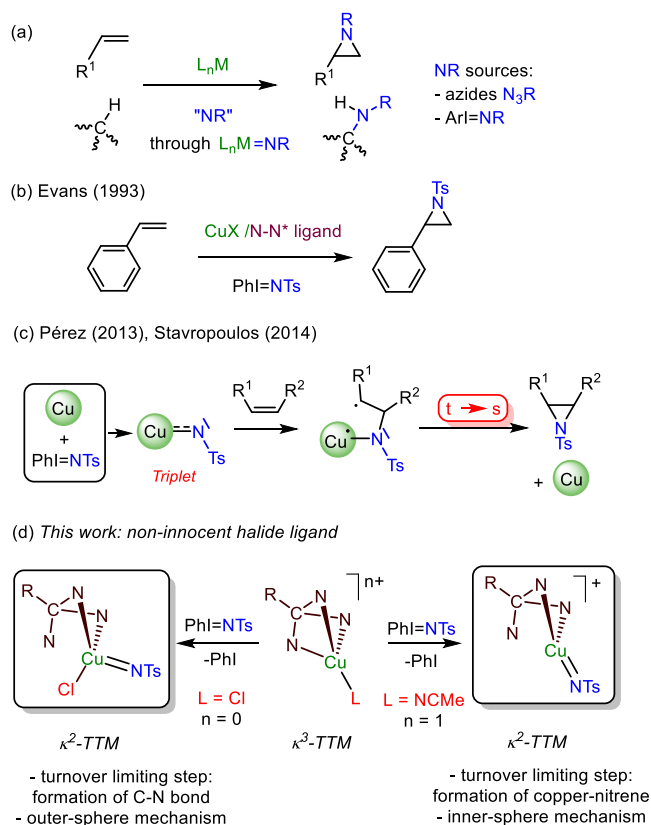 (a)
R
N
R1
R1
LnM
"NR"
through LnM=NR
H
C
H
N
R
C
NR sources:
- azides N3R
- ArI=NR
(b) Evans (1993)
Ts
N
CuX /N-N* ligand
PhI=NTs
(c) Pérez (2013), Stavropoulos (2014)
Cu
+
PhI=NTs
Cu
N
Ts
Triplet
R1
R2
R1
R2
Cu
N
Ts
t → s
R1
R2
N
Ts
+ Cu
(d) This work: non-innocent halide ligand
R
N
C
N
N
Cu
NTs
Cl
κ2-TTM
PhI=NTs
-PhI
L = Cl
n = 0
R
N
C
N
N
Cu
L
n+
κ3-TTM
PhI=NTs
-PhI
L = NCMe
n = 1
R
N
C
N
N
Cu
NTs
+
κ2-TTM
- turnover limiting step:
formation of C-N bond
- outer-sphere mechanism
- turnover limiting step:
formation of copper-nitrene
- inner-sphere mechanism